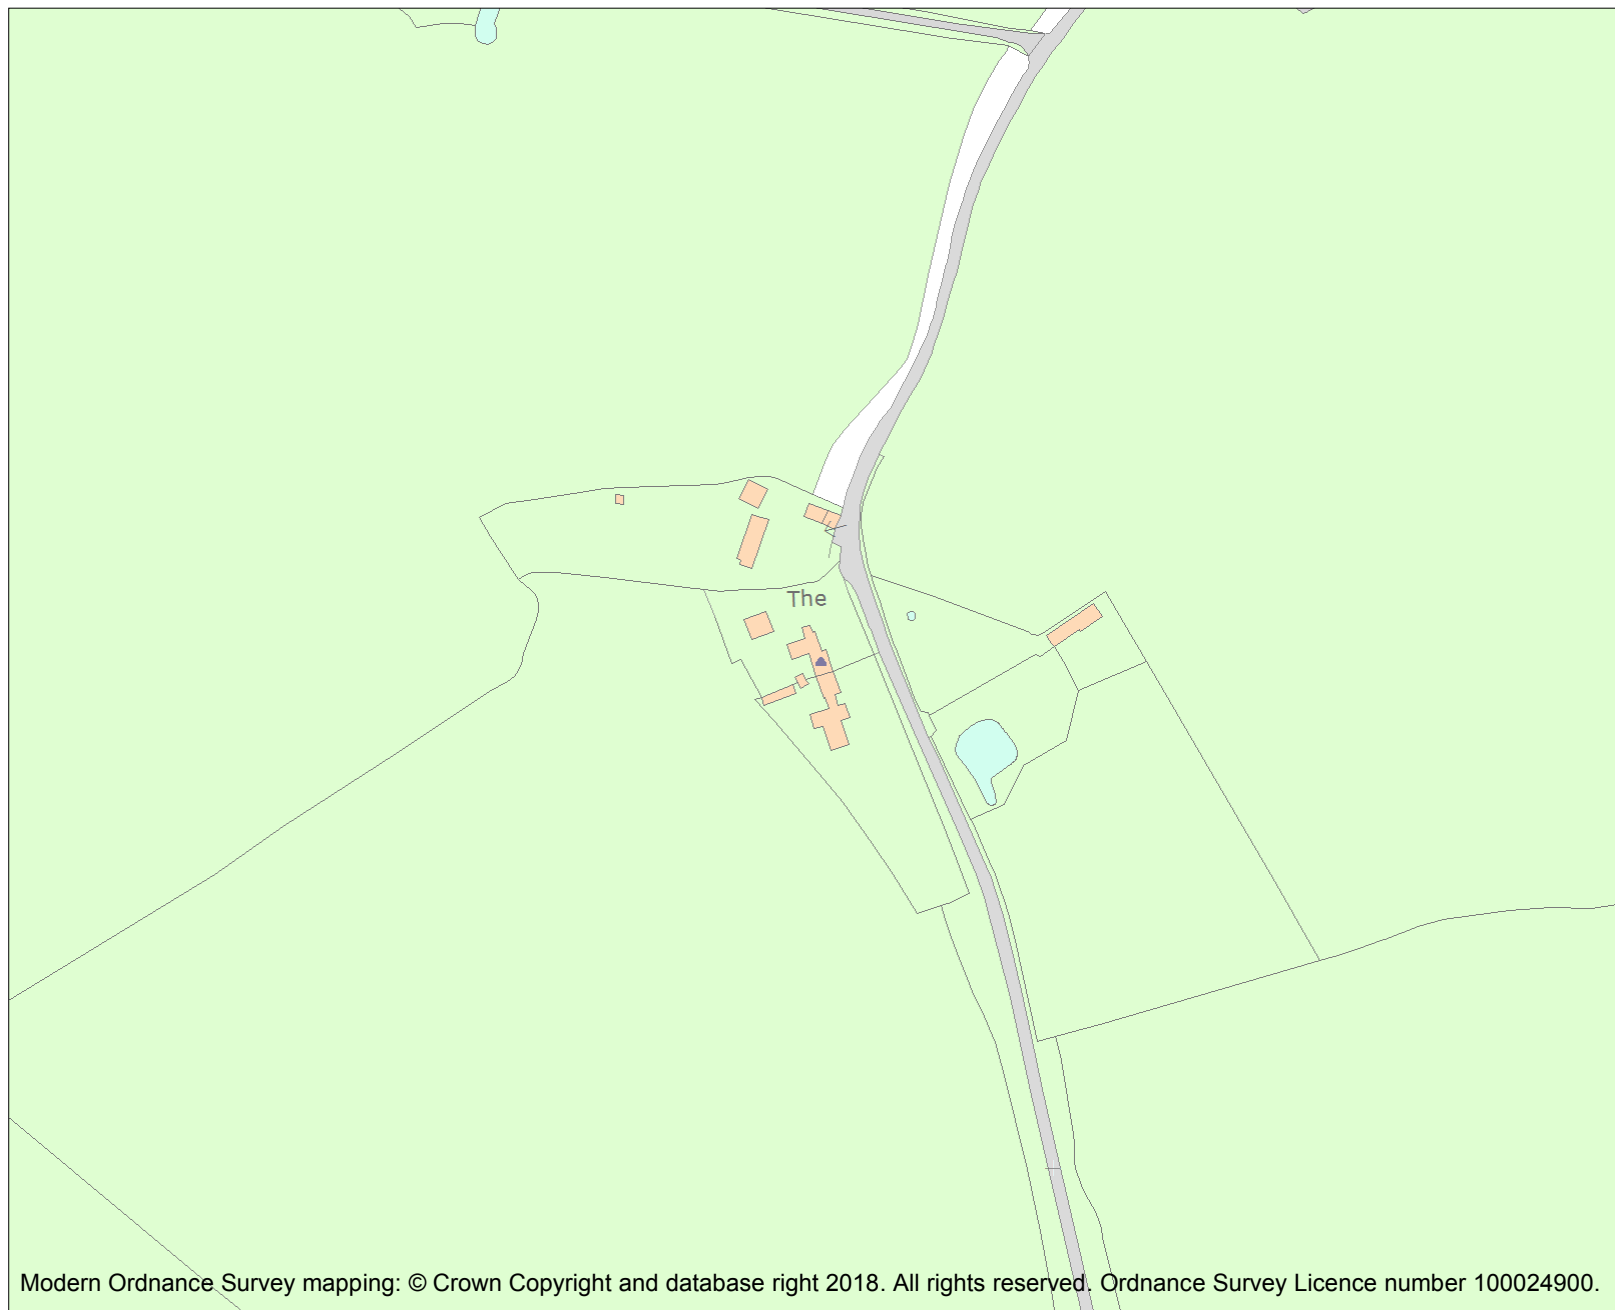 The
Modern Ordnance Survey mapping: © Crown Copyright and database right 2018. All rights reserved. Ordnance Survey Licence number 100024900.